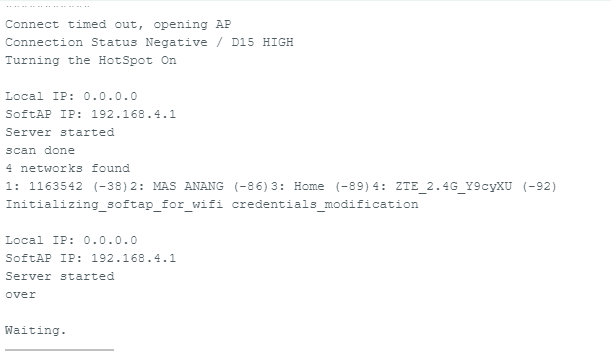 Connect timed out, opening AP
Connection Status Negative / D15 HIGH
Turning the HotSpot On
Local IP: 0.0.0.0
SoftAP IP: 192.168.4.1
Server started
scan done
4 networks found
1: 1163542 (-38)2: MAS ANANG (-86)3: Home (-89)4: ZTE_2.4G_Y9cyXU (-92)
Initializing_softap_for_wifi credentials_modification
Local IP: 0.0.0.0
SoftAP IP: 192.168.4.1
Server started
over
Waiting.